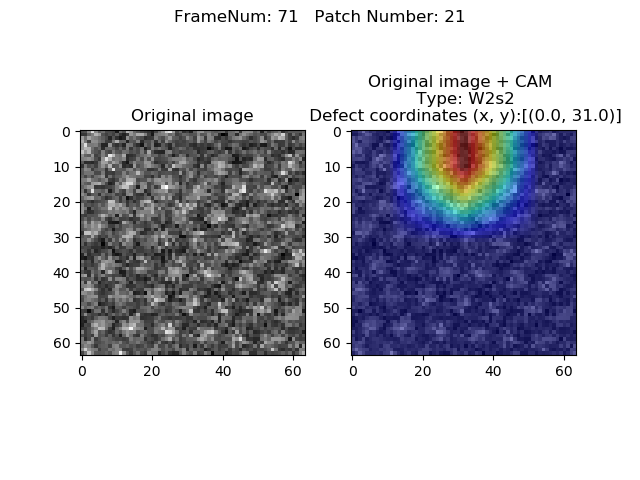 FrameNum: 71   Patch Number: 21
Original image
Original image + CAM
Type: W2s2
Defect coordinates (x, y):[(0.0, 31.0)]
0
10
20
30
40
50
60
0 20 40 60
0
10
20
30
40
50
60
0 20 40 60